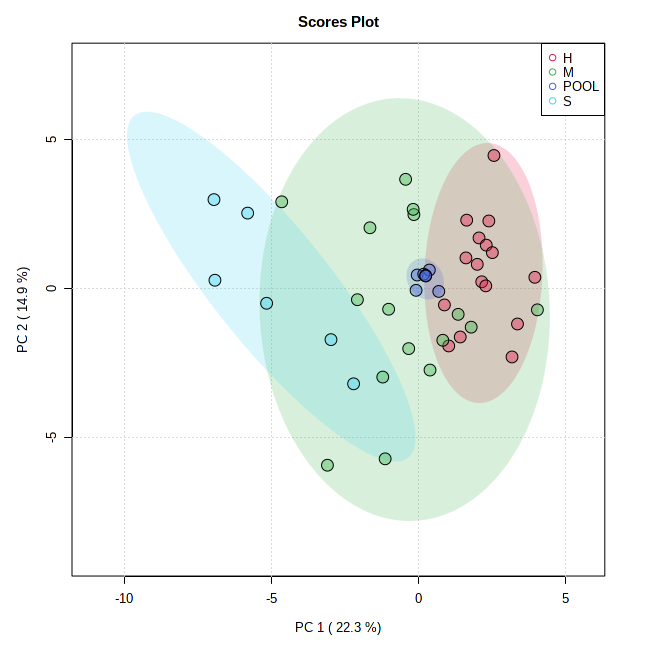 Scores Plot
H
M
POOL
S
5
0
-5
PC 2 ( 14.9 %)
-10
-5
0
5
PC 1 ( 22.3 %)